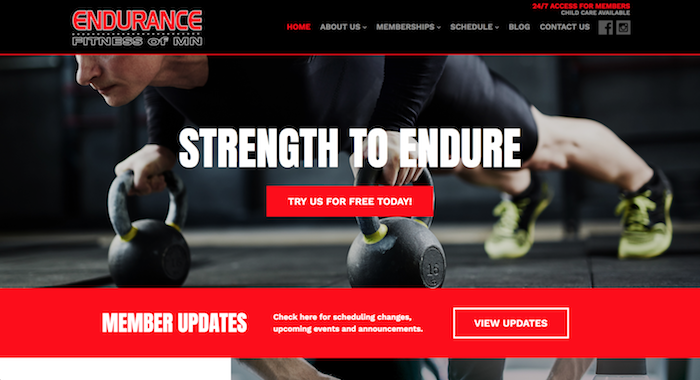 ENDURANCE
FITNESS of MN
24/7 ACCESS FOR MEMBERS
CHILD CARE AVAILABLE
HOME ABOUT US MEMBERSHIPS SCHEDULE BLOG CONTACT US
STRENGTH TO ENDURE
TRY US FOR FREE TODAY!
16
MEMBER UPDATES
Check here for scheduling changes,
upcoming events and announcements.
VIEW UPDATES